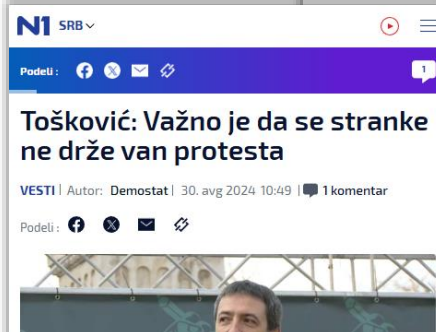 N1 SRB
Podeli :
1
Tošković: Važno je da se stranke
ne drže van protesta
VESTI | Autor: Demostat | 30. avg 2024 10:49 | 1 komentar
Podeli :